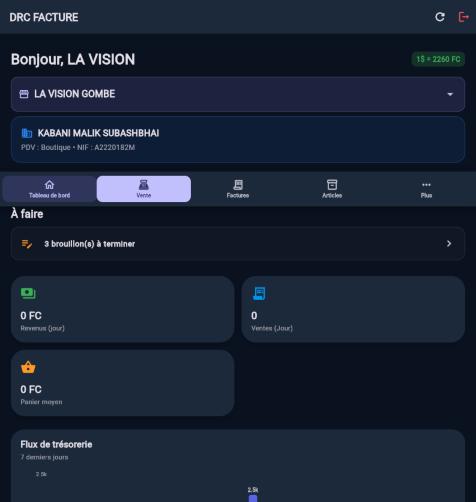 DRC FACTURE
Bonjour, LA VISION
1$ = 2260 FC
LA VISION GOMBE
KABANI MALIK SUBASHBHAI
PDV : Boutique • NIF : A2220182M
Tableau de bord
Vente
Factures
Articles
Plus
À faire
3 brouillon(s) à terminer
0 FC
Revenus (jour)
0
Ventes (Jour)
0 FC
Panier moyen
Flux de trésorerie
7 derniers jours
2.5k
2.5k